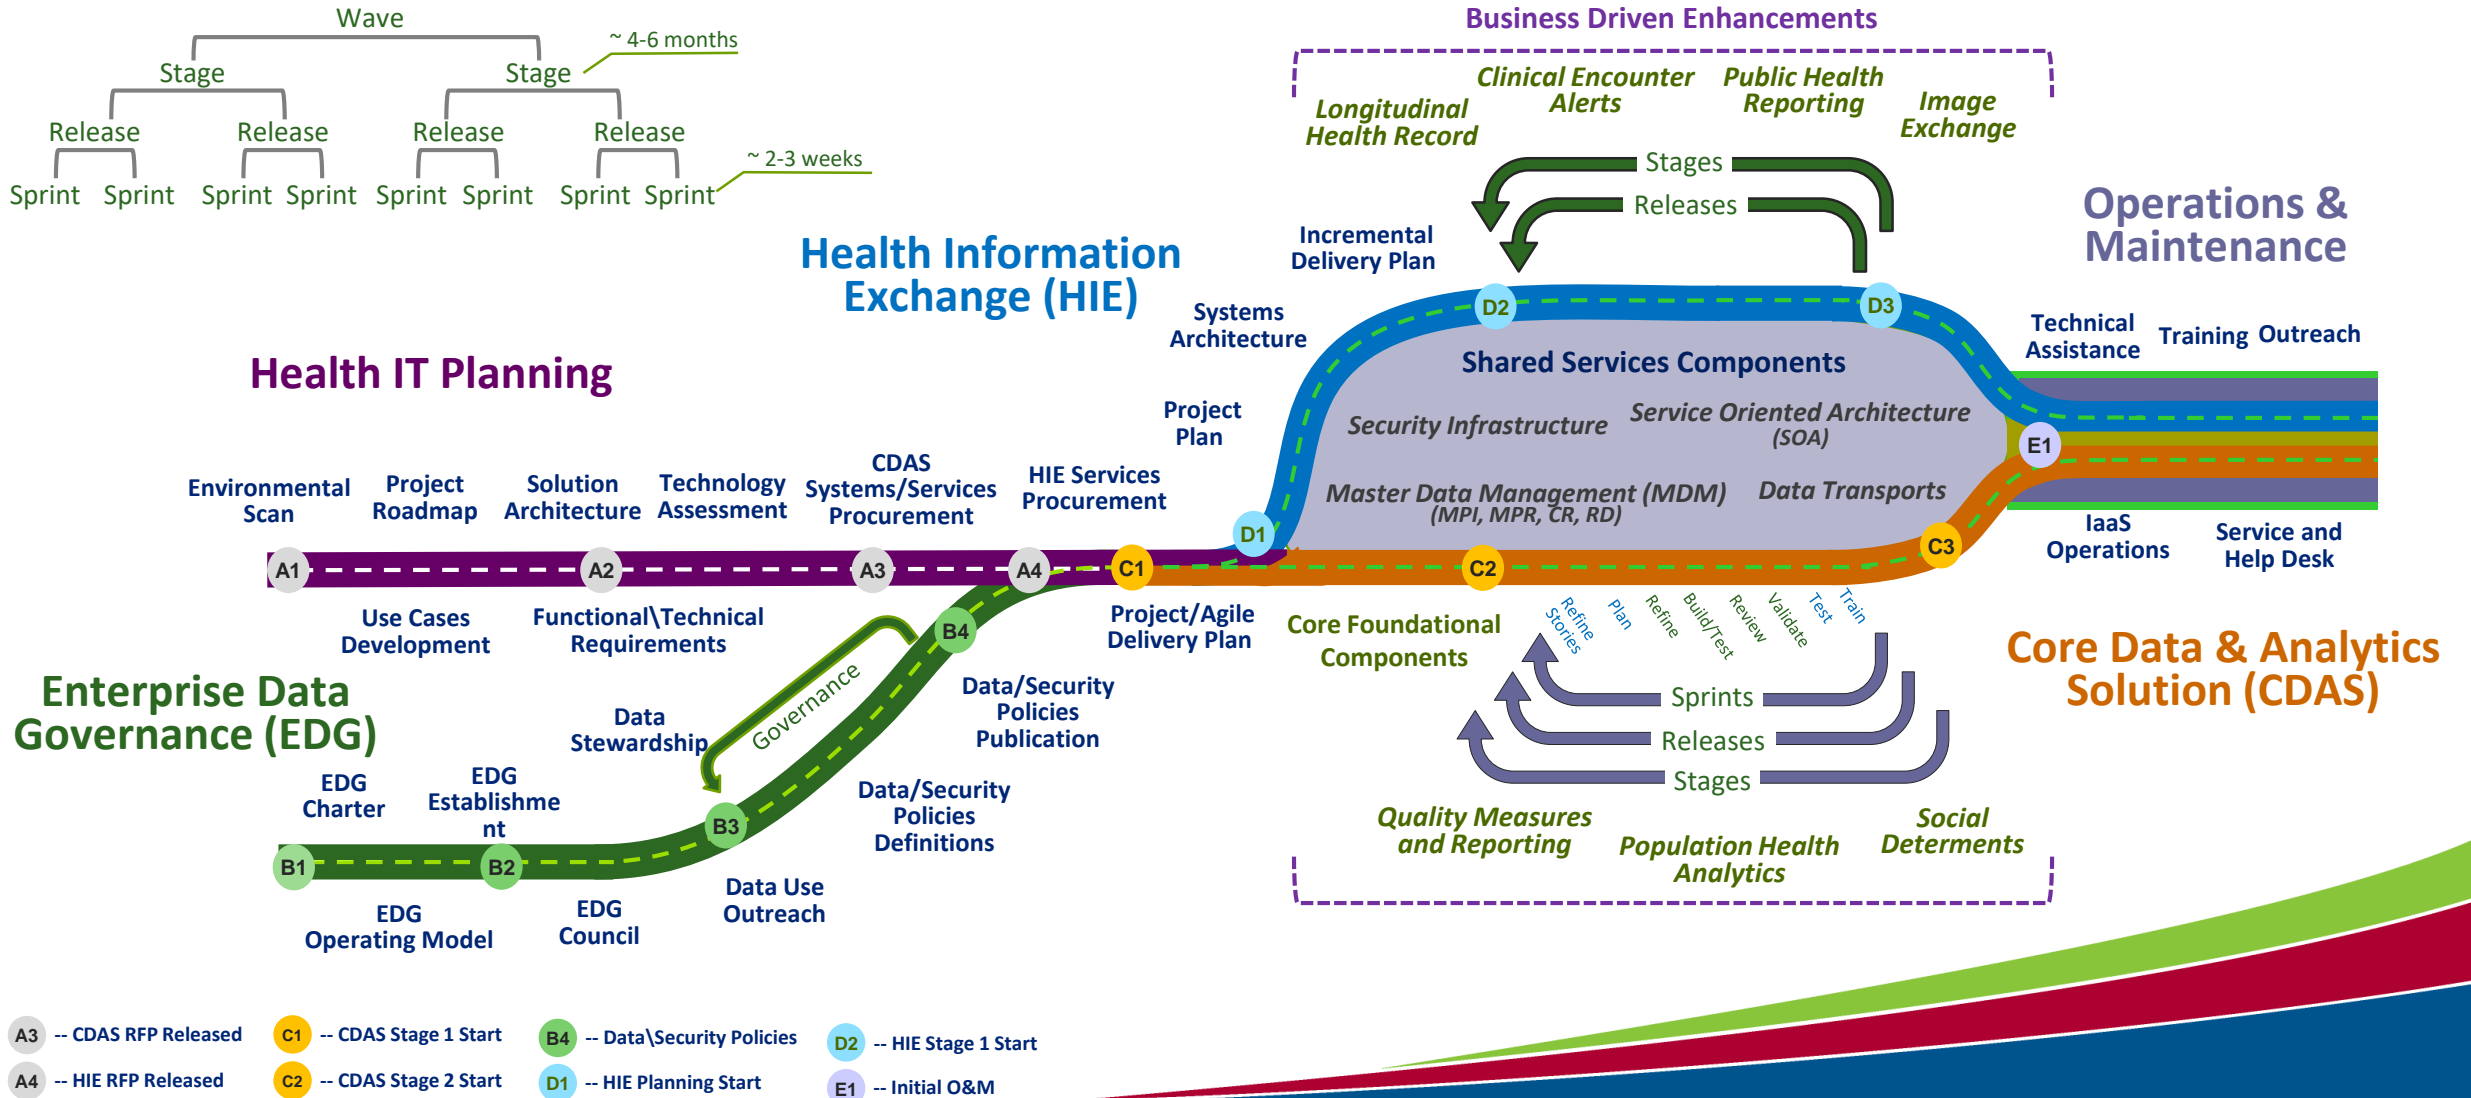 Wave
~ 4-6 months
Stage Stage
Release Release Release Release
~ 2-3 weeks
Sprint Sprint Sprint Sprint Sprint Sprint Sprint Sprint
Business Driven Enhancements
Longitudinal
Health Record
Clinical Encounter
Alerts
Public Health
Reporting
Image
Exchange
Stages
Releases
Operations &
Maintenance
Health Information
Exchange (HIE)
Incremental
Delivery Plan
Systems
Architecture
Project
Plan
D2
D3
Technical
Assistance
Training
Outreach
Health IT Planning
Shared Services Components
Security Infrastructure
Service Oriented Architecture
(SOA)
Master Data Management (MDM)
(MPI, MPR, CR, RD)
Data Transports
E1
IaaS
Operations
Service and
Help Desk
Environmental
Scan
Project
Roadmap
Solution
Architecture
Technology
Assessment
CDAS
Systems/Services
Procurement
HIE Services
Procurement
D1
A1
A2
A3
A4
C1
C2
C3
Use Cases
Development
Functional\Technical
Requirements
Project/Agile
Delivery Plan
Core Foundational
Components
Refine
Stories
Plan
Refine
Build/Test
Review
Validate
Test
Train
Sprints
Releases
Stages
Core Data & Analytics
Solution (CDAS)
Enterprise Data
Governance (EDG)
Data
Stewardship
Governance
B4
Data/Security
Policies
Publication
Data/Security
Policies
Definitions
EDG
Charter
EDG
Establishme
nt
B1
B2
B3
EDG
Operating Model
EDG
Council
Data Use
Outreach
Quality Measures
and Reporting
Population Health
Analytics
Social
Determents
A3 -- CDAS RFP Released
A4 -- HIE RFP Released
C1 -- CDAS Stage 1 Start
C2 -- CDAS Stage 2 Start
B4 -- Data\Security Policies
D1 -- HIE Planning Start
D2 -- HIE Stage 1 Start
E1 -- Initial O&M